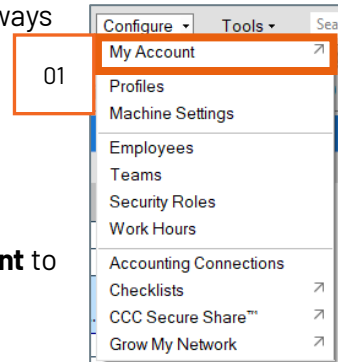 ways
Configure Tools Sea
My Account
01
Profiles
Machine Settings
Employees
Teams
Security Roles
Work Hours
nt to
Accounting Connections
Checklists
CCC Secure Share™
Grow My Network